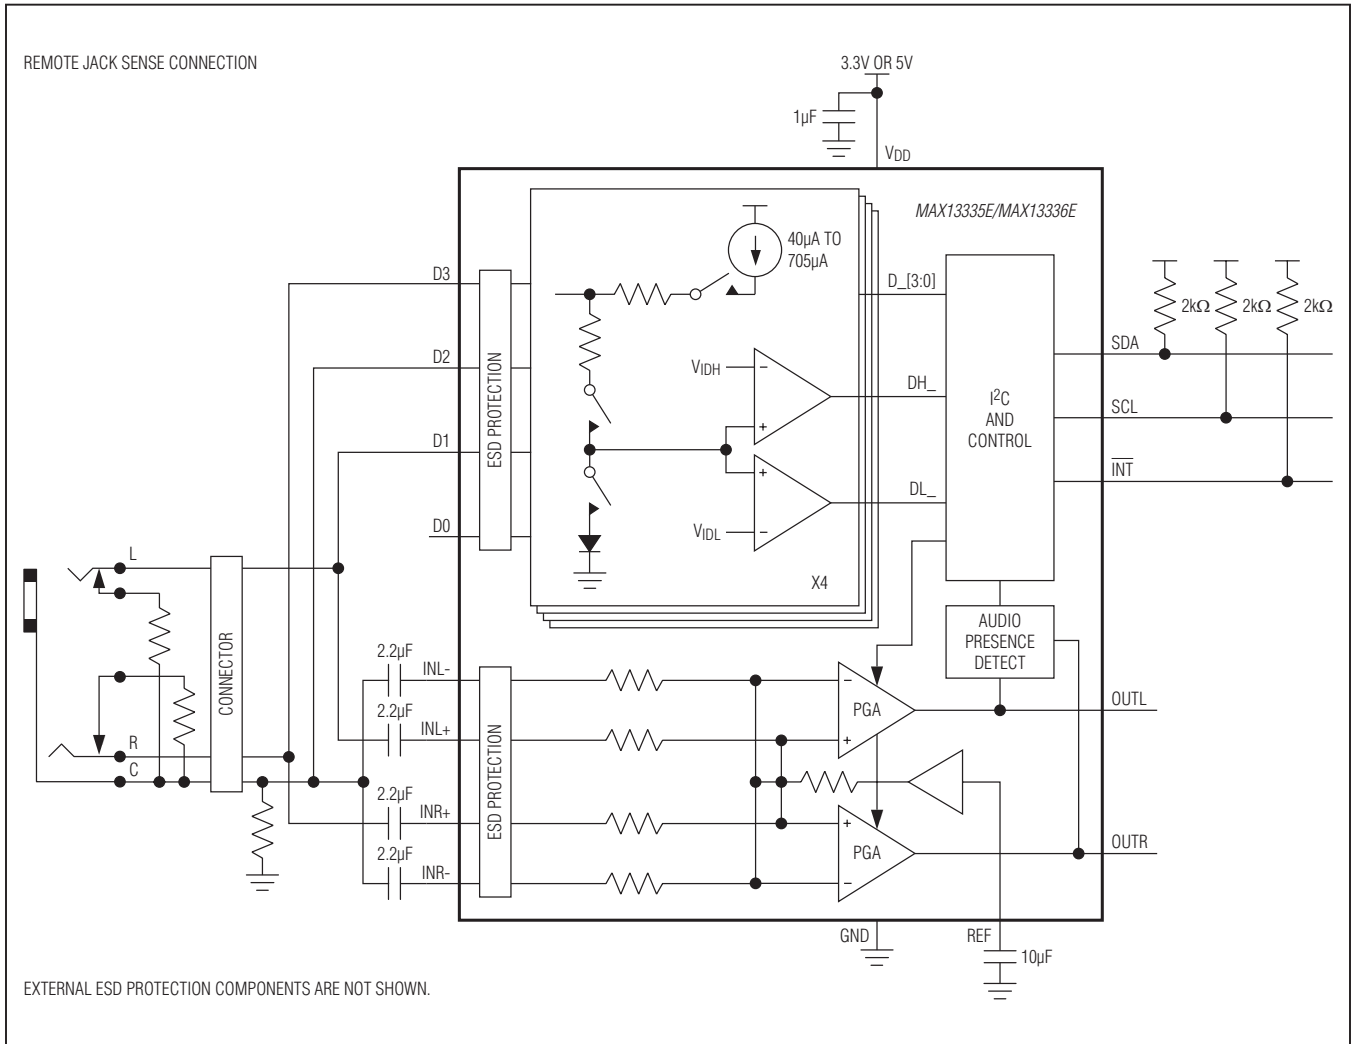 REMOTE JACK SENSE CONNECTION
3.3V OR 5V
1µF
VDD
MAX13335E/MAX13336E
40µA TO
705µA
D3
D_[3:0]
2kΩ
2kΩ
2kΩ
SDA
D2
VIDH
DH_
I²C
AND
CONTROL
SCL
ESD PROTECTION
D1
INT
DL_
D0
VIDL
L
X4
AUDIO
PRESENCE
DETECT
CONNECTOR
2.2µF
INL-
2.2µF
INL+
PGA
OUTL
R
C
ESD PROTECTION
2.2µF
INR+
2.2µF
INR-
PGA
OUTR
GND
REF
10µF
EXTERNAL ESD PROTECTION COMPONENTS ARE NOT SHOWN.